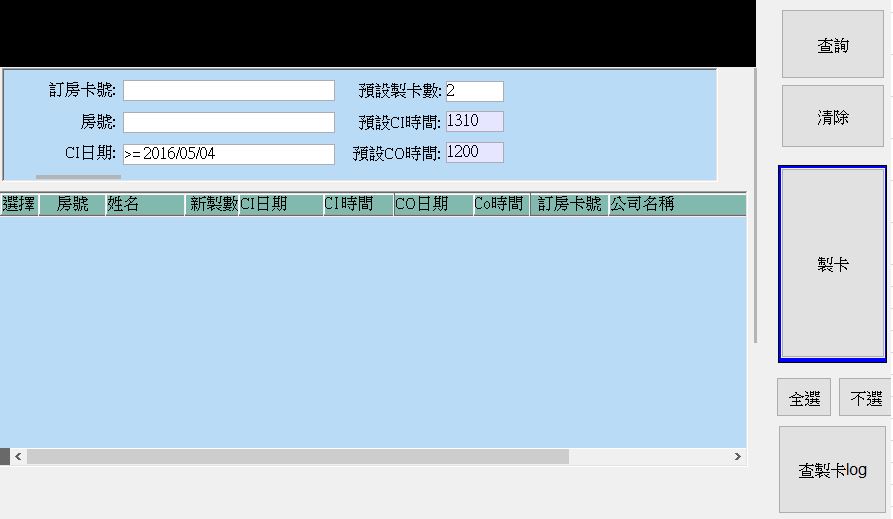 訂房卡號: 預設製卡數: 2
房號: 預設CI時間: 1310
CI日期: >= 2016/05/04 預設CO時間: 1200
選擇 房號 姓名 新製數 CI日期 CI時間 CO日期 Co時間 訂房卡號 公司名稱
查詢
清除
製卡
全選 不選
查製卡log